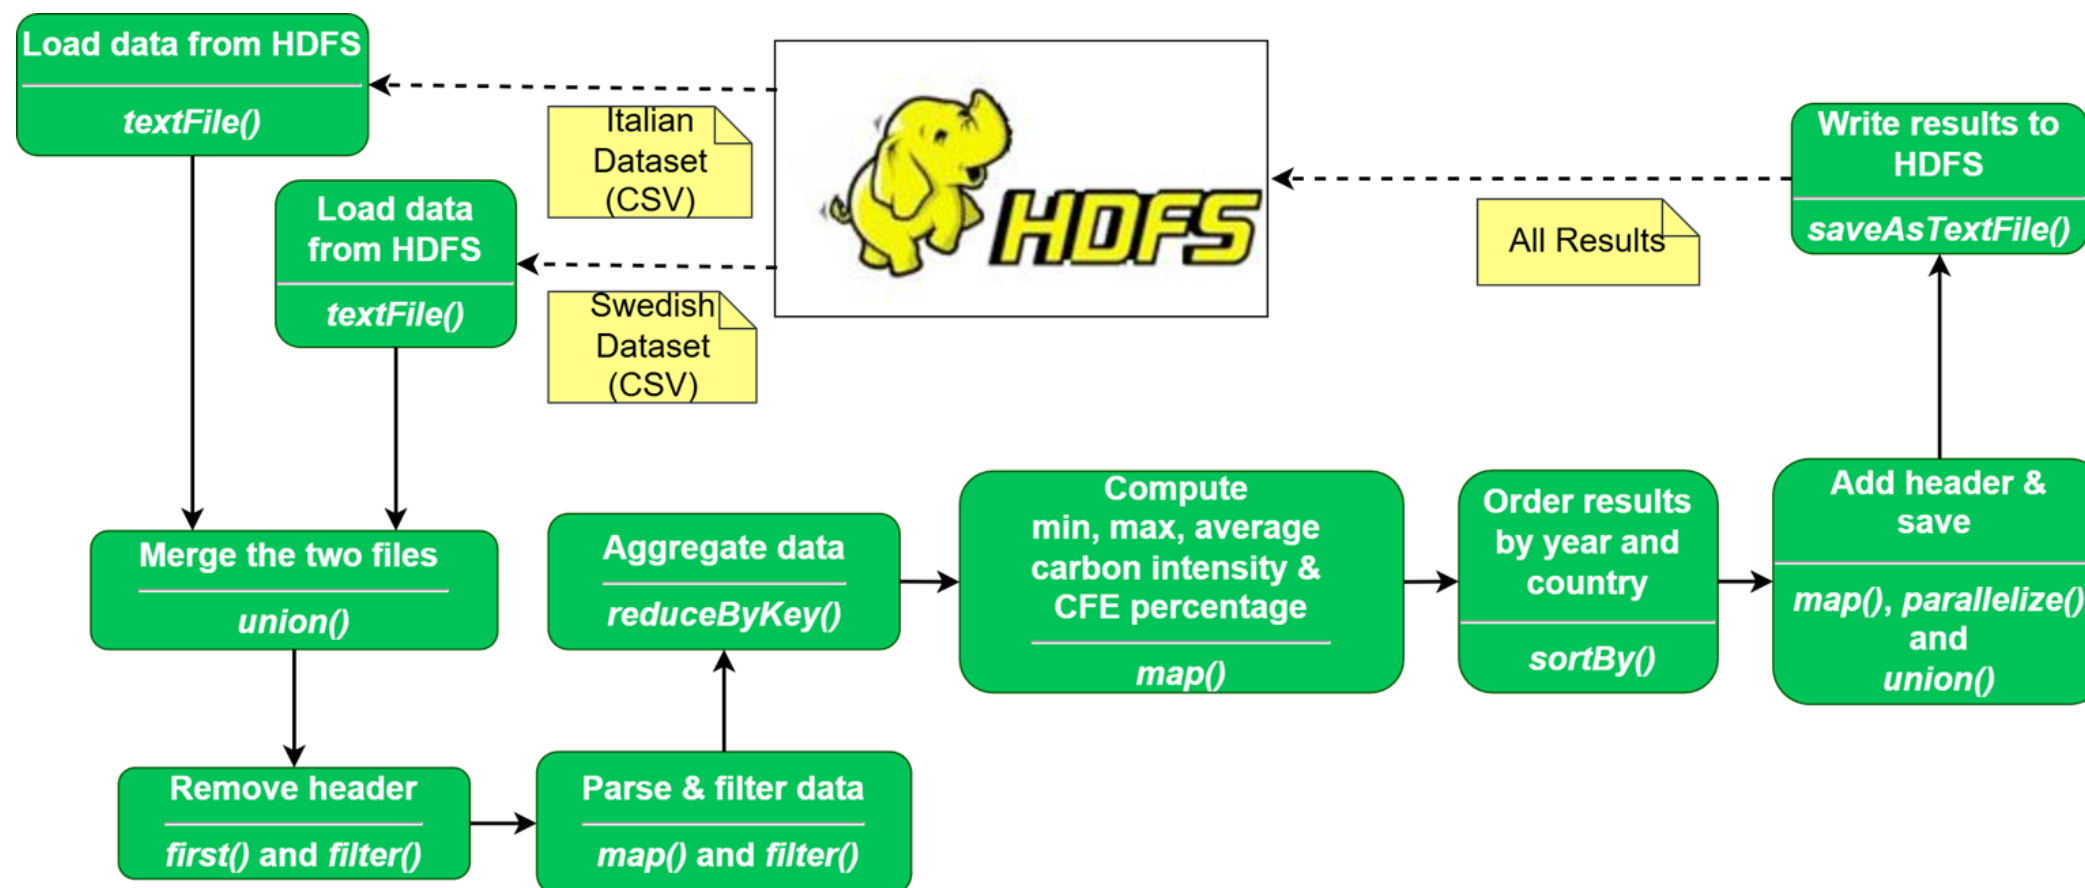 Load data from HDFS
textFile()
Italian
Dataset
(CSV)
Load data
from HDFS
textFile()
Swedish
Dataset
(CSV)
HDFS
All Results
Write results to
HDFS
saveAsTextFile()
Merge the two files
union()
Remove header
first() and filter()
Parse & filter data
map() and filter()
Aggregate data
reduceByKey()
Compute
min, max, average
carbon intensity &
CFE percentage
map()
Order results
by year and
country
sortBy()
Add header &
save
map(), parallelize()
and
union()